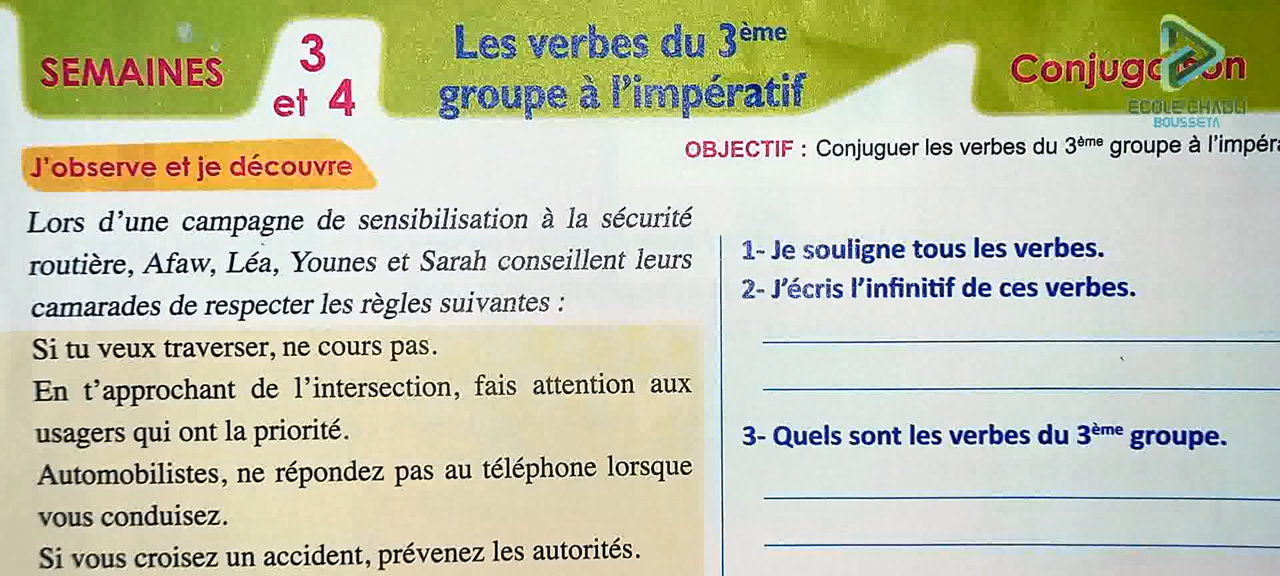 SEMAINES
3
et 4
Les verbes du 3ème
groupe à l'impératif
ECOLE CHADLI
BOUSSETA
J'observe et je découvre
OBJECTIF : Conjuguer les verbes du 3ème groupe à l'impér
Lors d'une campagne de sensibilisation à la sécurité
routière, Afaw, Léa, Younes et Sarah conseillent leurs
camarades de respecter les règles suivantes :
Si tu veux traverser, ne cours pas.
En t'approchant de l'intersection, fais attention aux
usagers qui ont la priorité.
Automobilistes, ne répondez pas au téléphone lorsque
vous conduisez.
Si vous croisez un accident, prévenez les autorités.
1- Je souligne tous les verbes.
2- J'écris l'infinitif de ces verbes.
3- Quels sont les verbes du 3ème groupe.